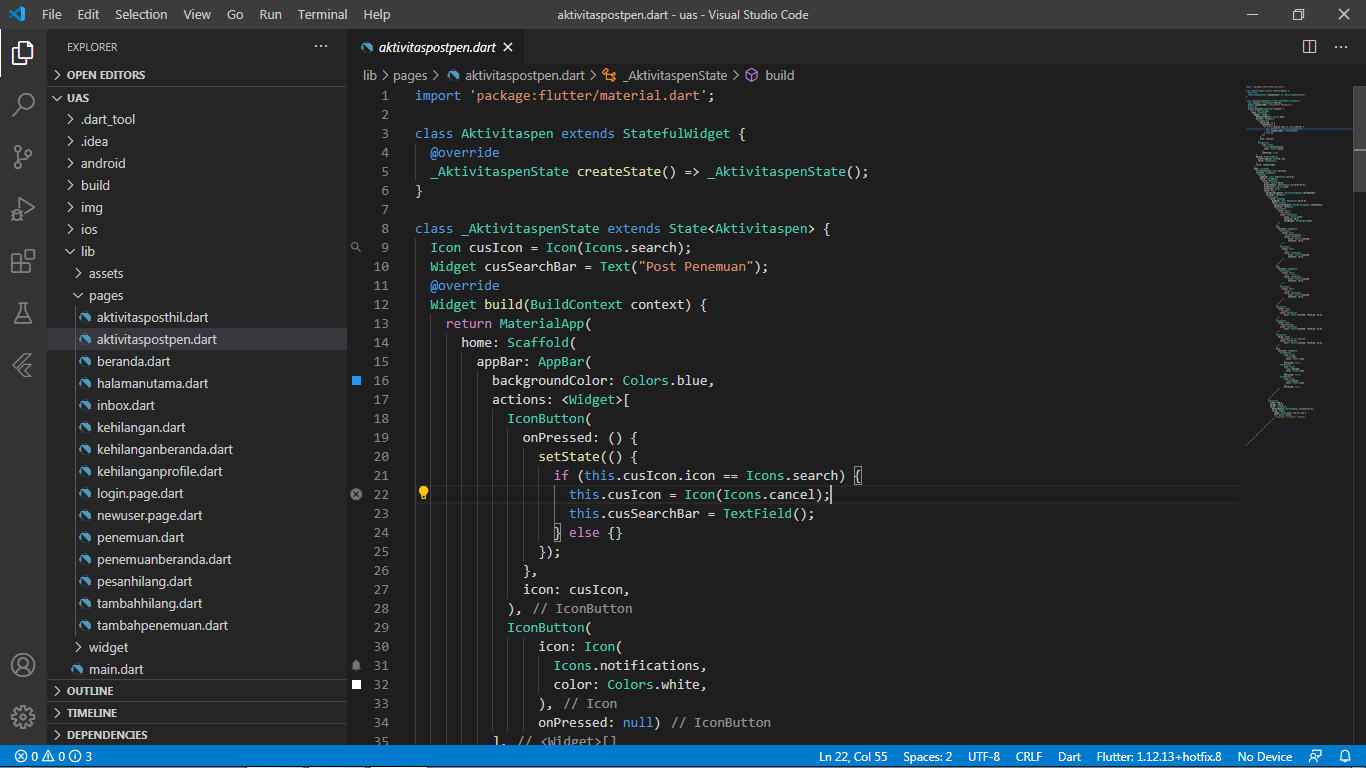 File Edit Selection View Go Run Terminal Help
aktivitaspostpen.dart - uas - Visual Studio Code
EXPLORER
OPEN EDITORS
UAS
.dart_tool
.idea
android
build
img
ios
lib
assets
pages
aktivitasposthil.dart
aktivitaspostpen.dart
beranda.dart
halamanutama.dart
inbox.dart
kehilangan.dart
kehilanganberanda.dart
kehilanganprofile.dart
login.page.dart
newuser.page.dart
penemuan.dart
penemuanberanda.dart
pesanhilang.dart
tambahhilang.dart
tambahpenemuan.dart
widget
main.dart
OUTLINE
TIMELINE
DEPENDENCIES
aktivitaspostpen.dart
lib > pages > aktivitaspostpen.dart > _AktivitaspenState > build
1 import 'package:flutter/material.dart';
2
3 class Aktivitaspen extends StatefulWidget {
4 @override
5 _AktivitaspenState createState() => _AktivitaspenState();
6 }
7
8 class _AktivitaspenState extends State<Aktivitaspen> {
9 Icon cusIcon = Icon(Icons.search);
10 Widget cusSearchBar = Text("Post Penemuan");
11 @override
12 Widget build(BuildContext context) {
13 return MaterialApp(
14 home: Scaffold(
15 appBar: AppBar(
16 backgroundColor: Colors.blue,
17 actions: <Widget>[
18 IconButton(
19 onPressed: () {
20 setState(() {
21 if (this.cusIcon.icon == Icons.search) {
22 this.cusIcon = Icon(Icons.cancel);
23 this.cusSearchBar = TextField();
24 } else {}
25 });
26 },
27 icon: cusIcon,
28 ), // IconButton
29 IconButton(
30 icon: Icon(
31 Icons.notifications,
32 color: Colors.white,
33 ), // Icon
34 onPressed: null) // IconButton
35 ], // <Widget>[]
0 0 3
Ln 22, Col 55 Spaces: 2 UTF-8 CRLF Dart Flutter: 1.12.13+hotfix.8 No Device